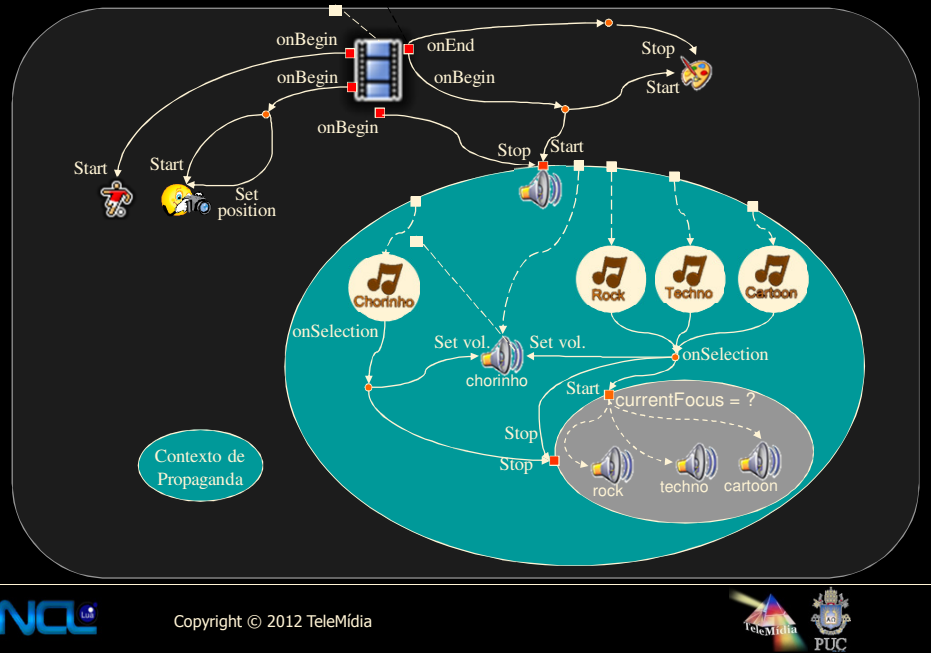 onBegin
onEnd
Stop
onBegin
onBegin
Start
onBegin
Stop
Start
Start
Start
Set
position
Chorinho
Rock
Techno
Cartoon
onSelection
Set vol.
Set vol.
onSelection
chorinho
Start
currentFocus = ?
Stop
Stop
rock
techno
cartoon
Contexto de
Propaganda
NCL
Lua
Copyright © 2012 TeleMídia
TeleMídia
PUC